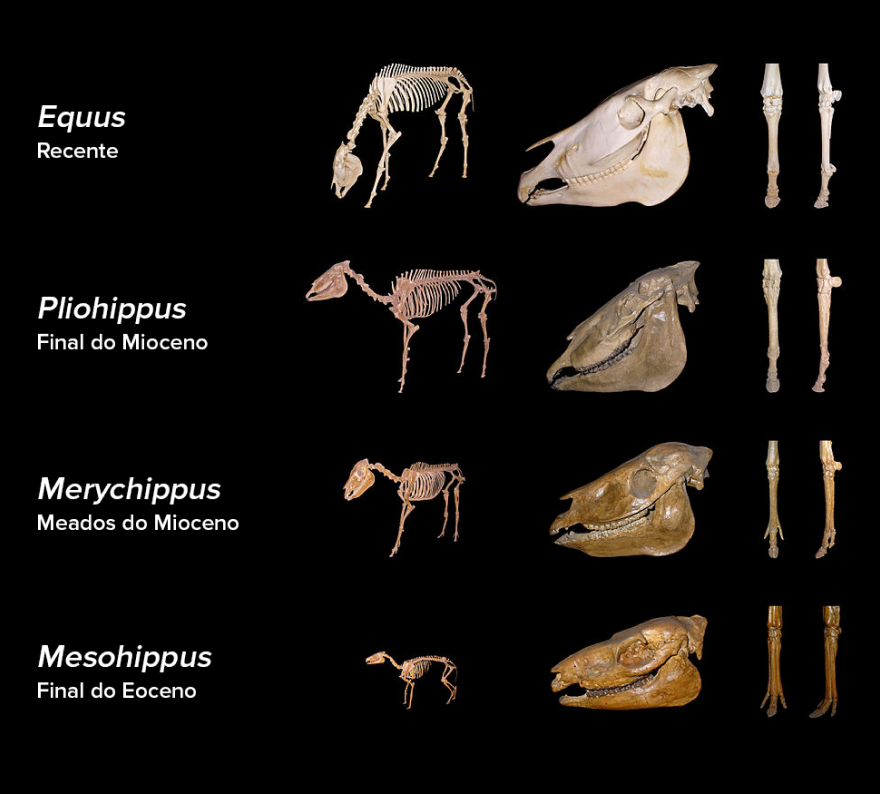 Equus
Recente
Pliohippus
Final do Mioceno
Merychippus
Meados do Mioceno
Mesohippus
Final do Eoceno